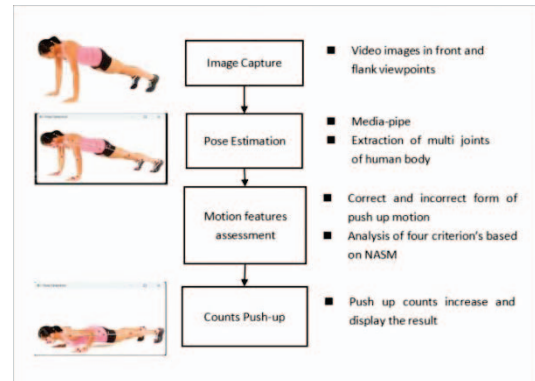 Image Capture
■ Video images in front and
flank viewpoints
Pose Estimation
■ Media-pipe
■ Extraction of multi joints
of human body
Motion features
assessment
■ Correct and incorrect form of
push up motion
■ Analysis of four criterion's based
on NASM
Counts Push-up
■ Push up counts increase and
display the result